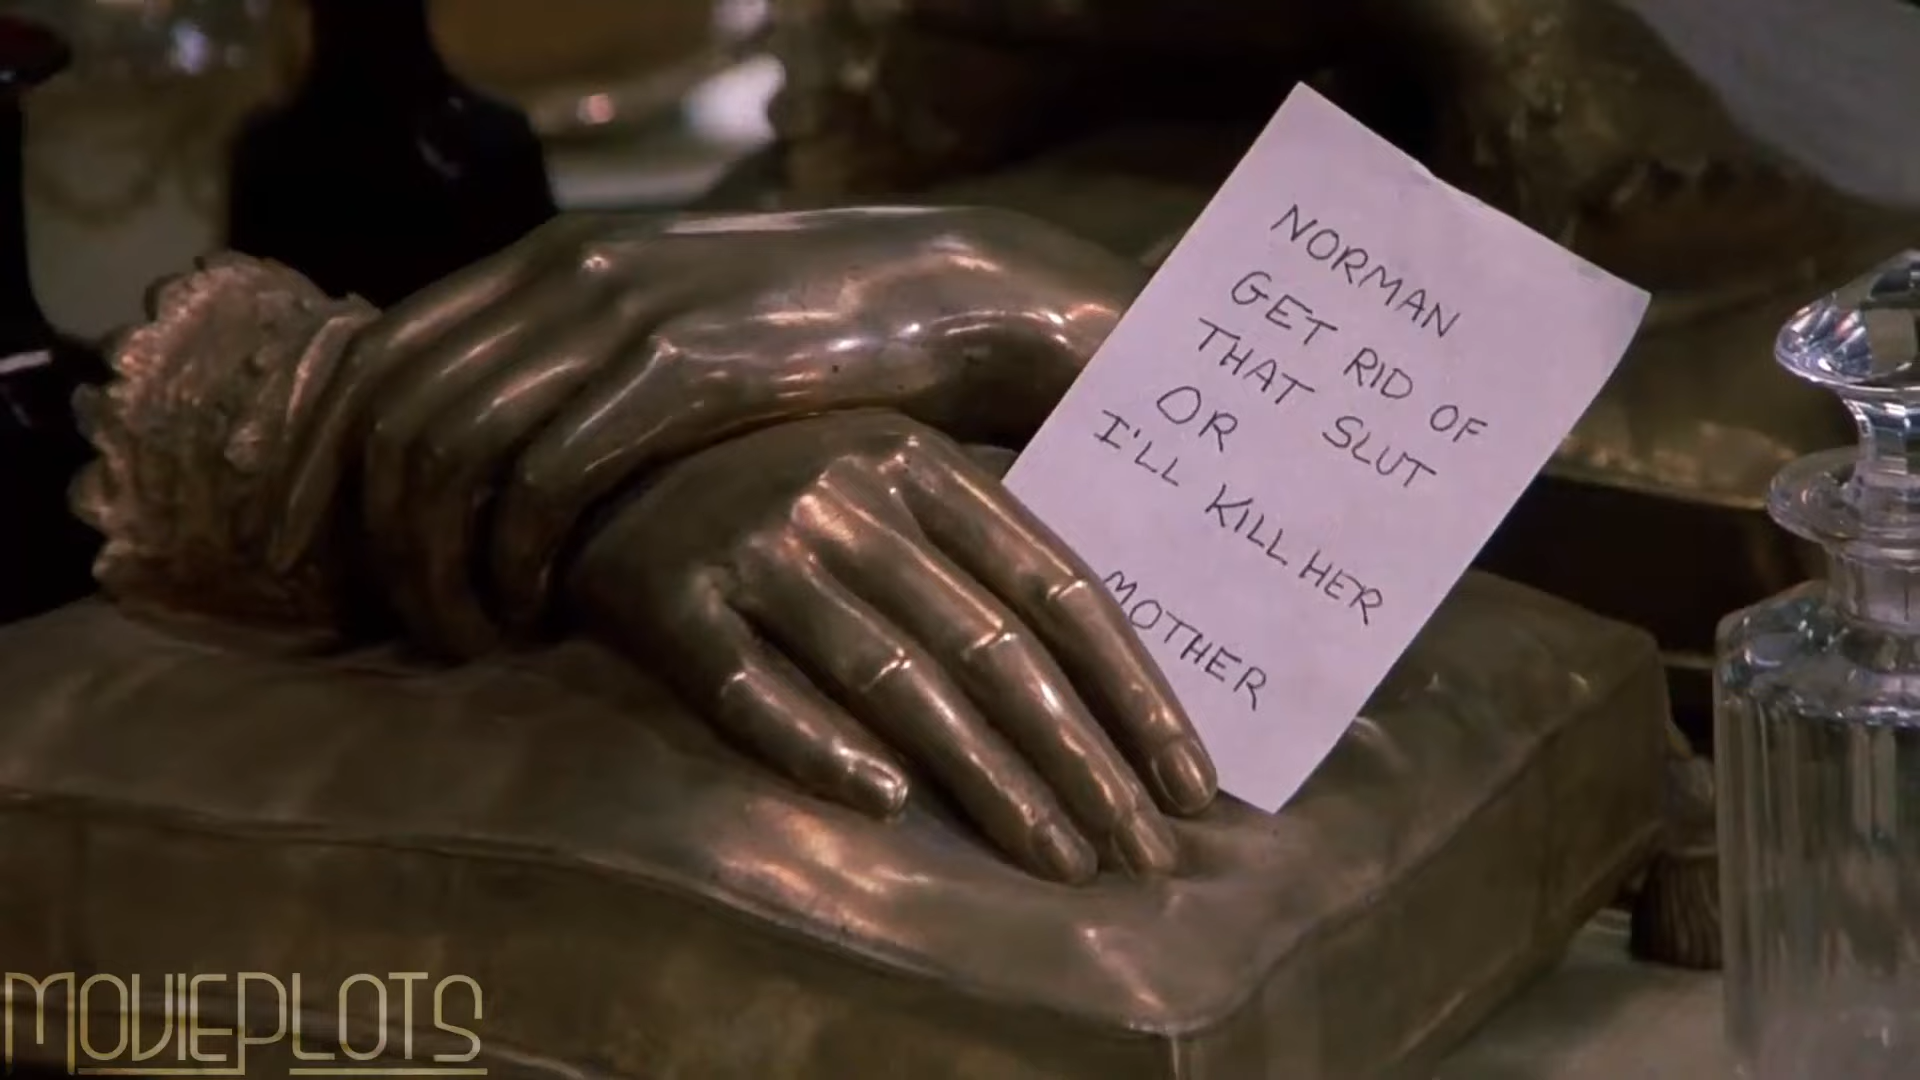 NORMAN
GET RID OF
THAT SLUT
OR
I'LL KILL HER
MOTHER
MOVIEPLOTS